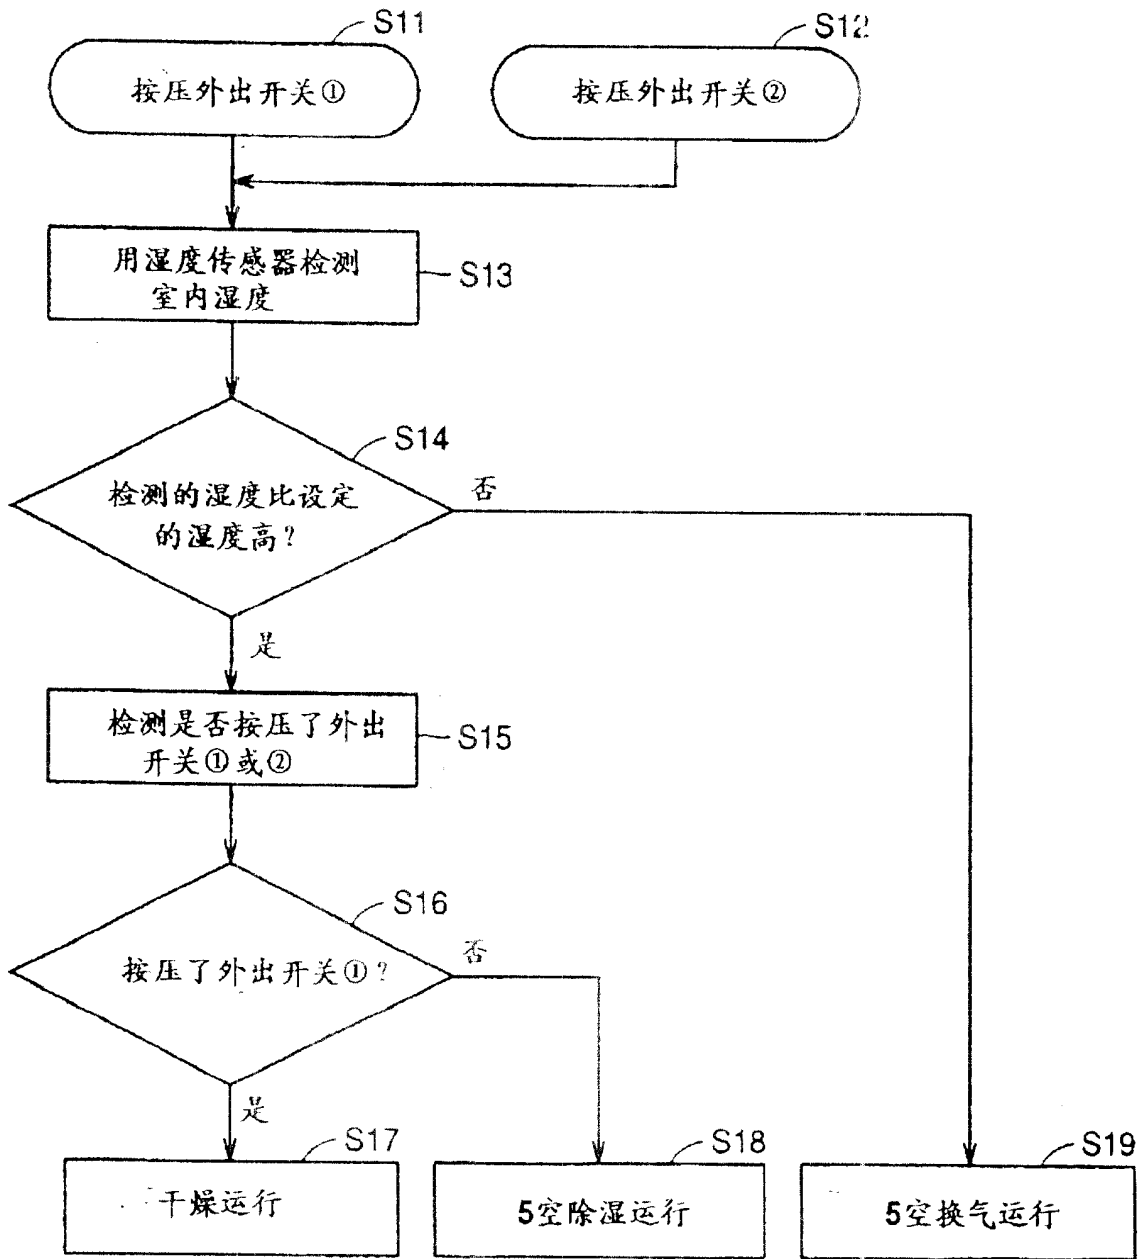 S11
按压外出开关①
S12
按压外出开关②
用湿度传感器检测
室内湿度
S13
S14
检测的湿度比设定
的湿度高?
否
是
检测是否按压了外出
开关①或②
S15
S16
按压了外出开关①?
否
是
S17
干燥运行
S18
5空除湿运行
S19
5空换气运行